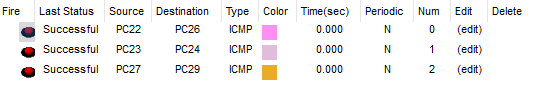 Fire Last Status Source Destination Type Color Time(sec) Periodic Num Edit Delete
Successful PC22 PC26 ICMP 0.000 N 0 (edit)
Successful PC23 PC24 ICMP 0.000 N 1 (edit)
Successful PC27 PC29 ICMP 0.000 N 2 (edit)